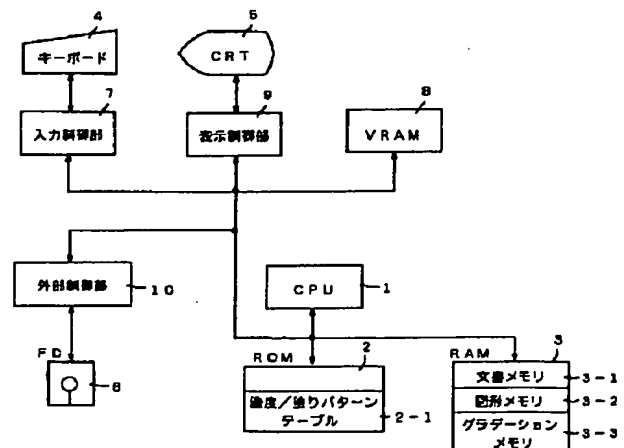 4
キーボード
5
CRT
7
入力制御部
9
表示制御部
8
VRAM
外部制御部
10
CPU
1
FD
6
ROM
2
濃度/塗りパターン
テーブル
2-1
RAM
3
文書メモリ
3-1
図形メモリ
3-2
グラデーション
メモリ
3-3